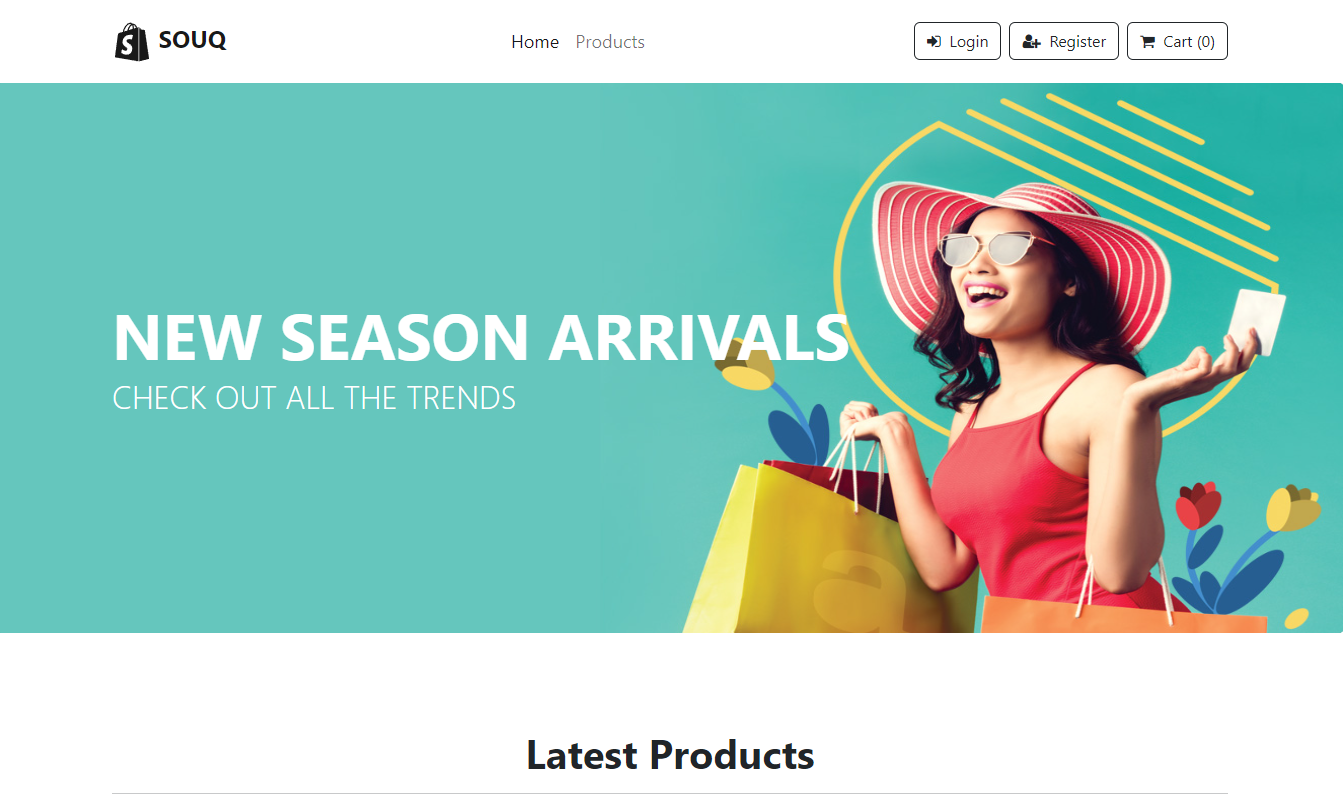 S SOUQ
Home Products
Login Register Cart (0)
NEW SEASON ARRIVALS
CHECK OUT ALL THE TRENDS
a
Latest Products